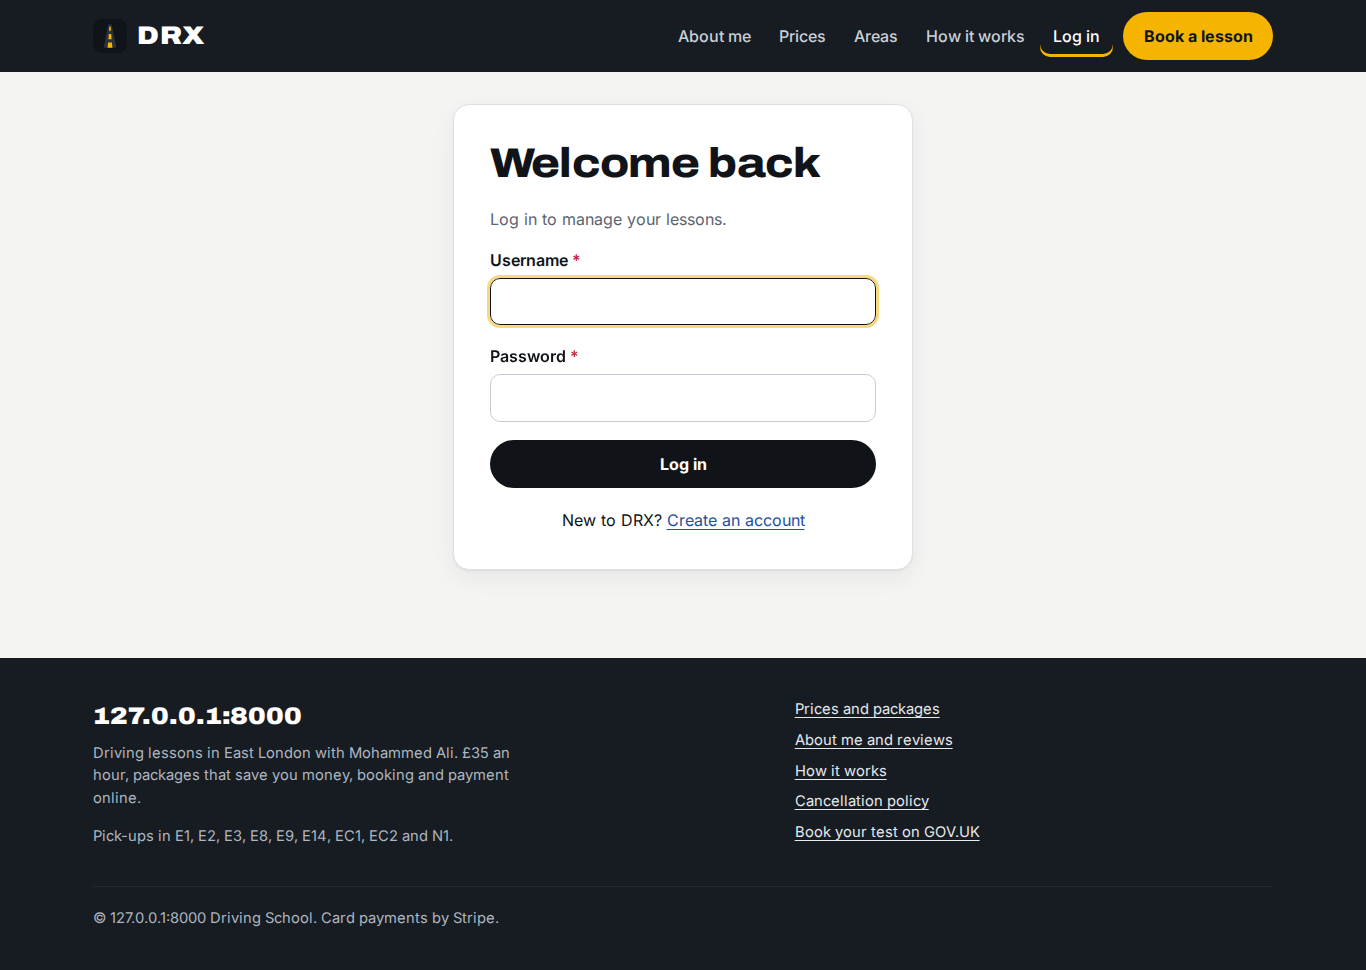 DRX
About me
Prices
Areas
How it works
Log in
Book a lesson
Welcome back
Log in to manage your lessons.
Username *
Password *
Log in
New to DRX? Create an account
127.0.0.1:8000
Driving lessons in East London with Mohammed Ali. £35 an
hour, packages that save you money, booking and payment
online.
Pick-ups in E1, E2, E3, E8, E9, E14, EC1, EC2 and N1.
Prices and packages
About me and reviews
How it works
Cancellation policy
Book your test on GOV.UK
© 127.0.0.1:8000 Driving School. Card payments by Stripe.